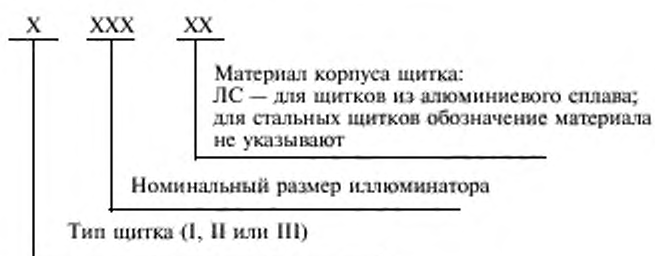 X XXX XX
Материал корпуса щитка:
ЛС — для щитков из алюминиевого сплава;
для стальных щитков обозначение материала
не указывают
Номинальный размер иллюминатора
Тип щитка (I, II или III)